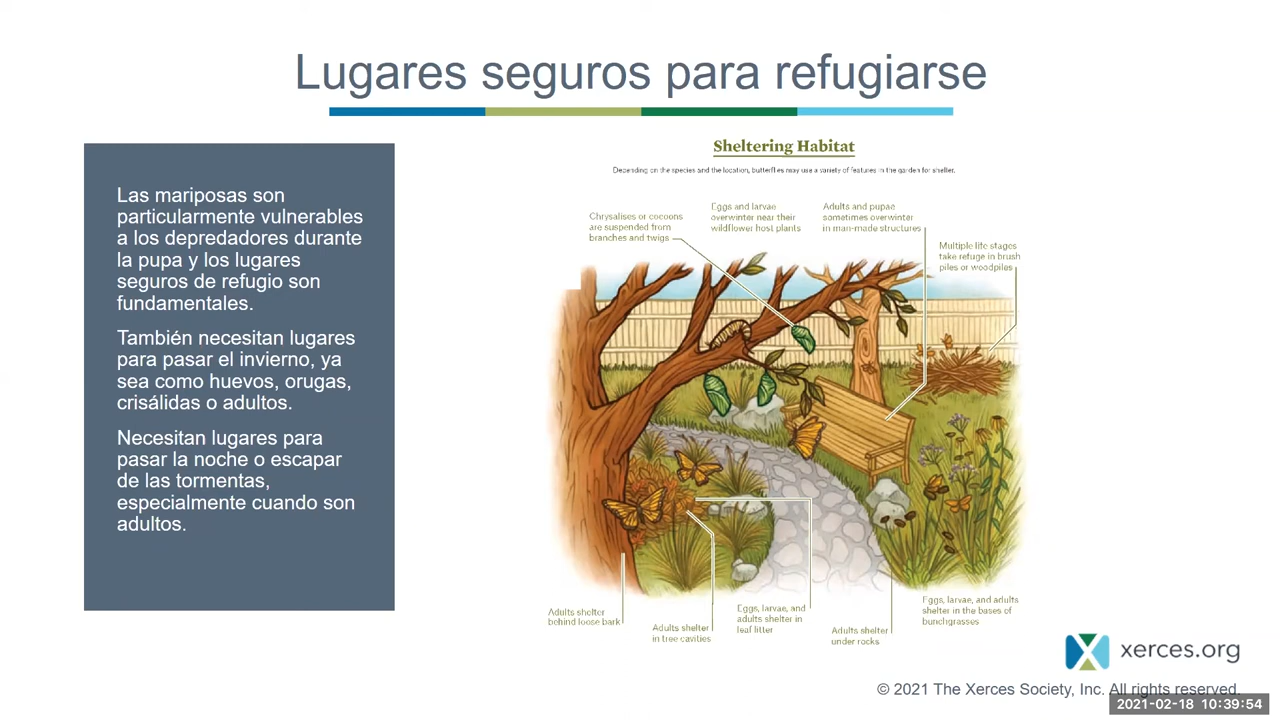 Lugares seguros para refugiarse
Las mariposas son
particularmente vulnerables
a los depredadores durante
la pupa y los lugares
seguros de refugio son
fundamentales.
También necesitan lugares
para pasar el invierno, ya
sea como huevos, orugas,
crisálidas o adultos.
Necesitan lugares para
pasar la noche o escapar
de las tormentas,
especialmente cuando son
adultos.
Sheltering Habitat
Depending on the species and the location, butterflies may use a variety of features in the garden for shelter.
Chrysalises or cocoons
are suspended from
branches and twigs
Eggs and larvae
overwinter near their
wildflower host plants
Adults and pupae
sometimes overwinter
in man-made structures
Multiple life stages
take refuge in brush
piles or woodpiles
Adults shelter
behind loose bark
Adults shelter
in tree cavities
Eggs, larvae, and
adults shelter in
leaf litter
Adults shelter
under rocks
Eggs, larvae, and adults
shelter in the bases of
bunchgrasses
xerces.org
© 2021 The Xerces Society, Inc. All rights reserved.
2021-02-18 10:39:54